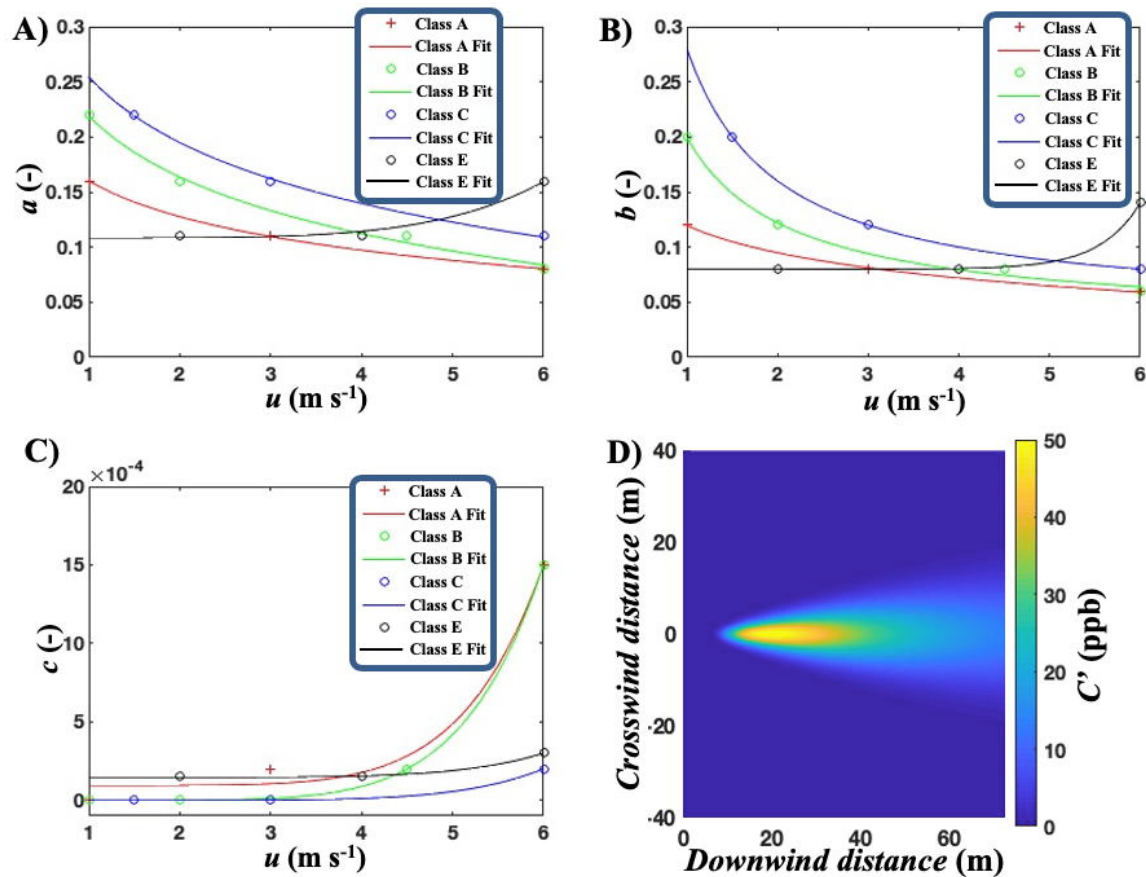 A)
0.3
0.25
0.2
0.15
0.1
0.05
0
a (-)
1 2 3 4 5 6
u (m s⁻¹)
Class A
Class A Fit
Class B
Class B Fit
Class C
Class C Fit
Class E
Class E Fit
B)
0.3
0.25
0.2
0.15
0.1
0.05
0
b (-)
1 2 3 4 5 6
u (m s⁻¹)
Class A
Class A Fit
Class B
Class B Fit
Class C
Class C Fit
Class E
Class E Fit
C)
×10⁻⁴
20
15
10
5
0
c (-)
1 2 3 4 5 6
u (m s⁻¹)
Class A
Class A Fit
Class B
Class B Fit
Class C
Class C Fit
Class E
Class E Fit
D)
40
20
0
-20
-40
Crosswind distance (m)
0 20 40 60
Downwind distance (m)
50
40
30
20
10
0
C' (ppb)